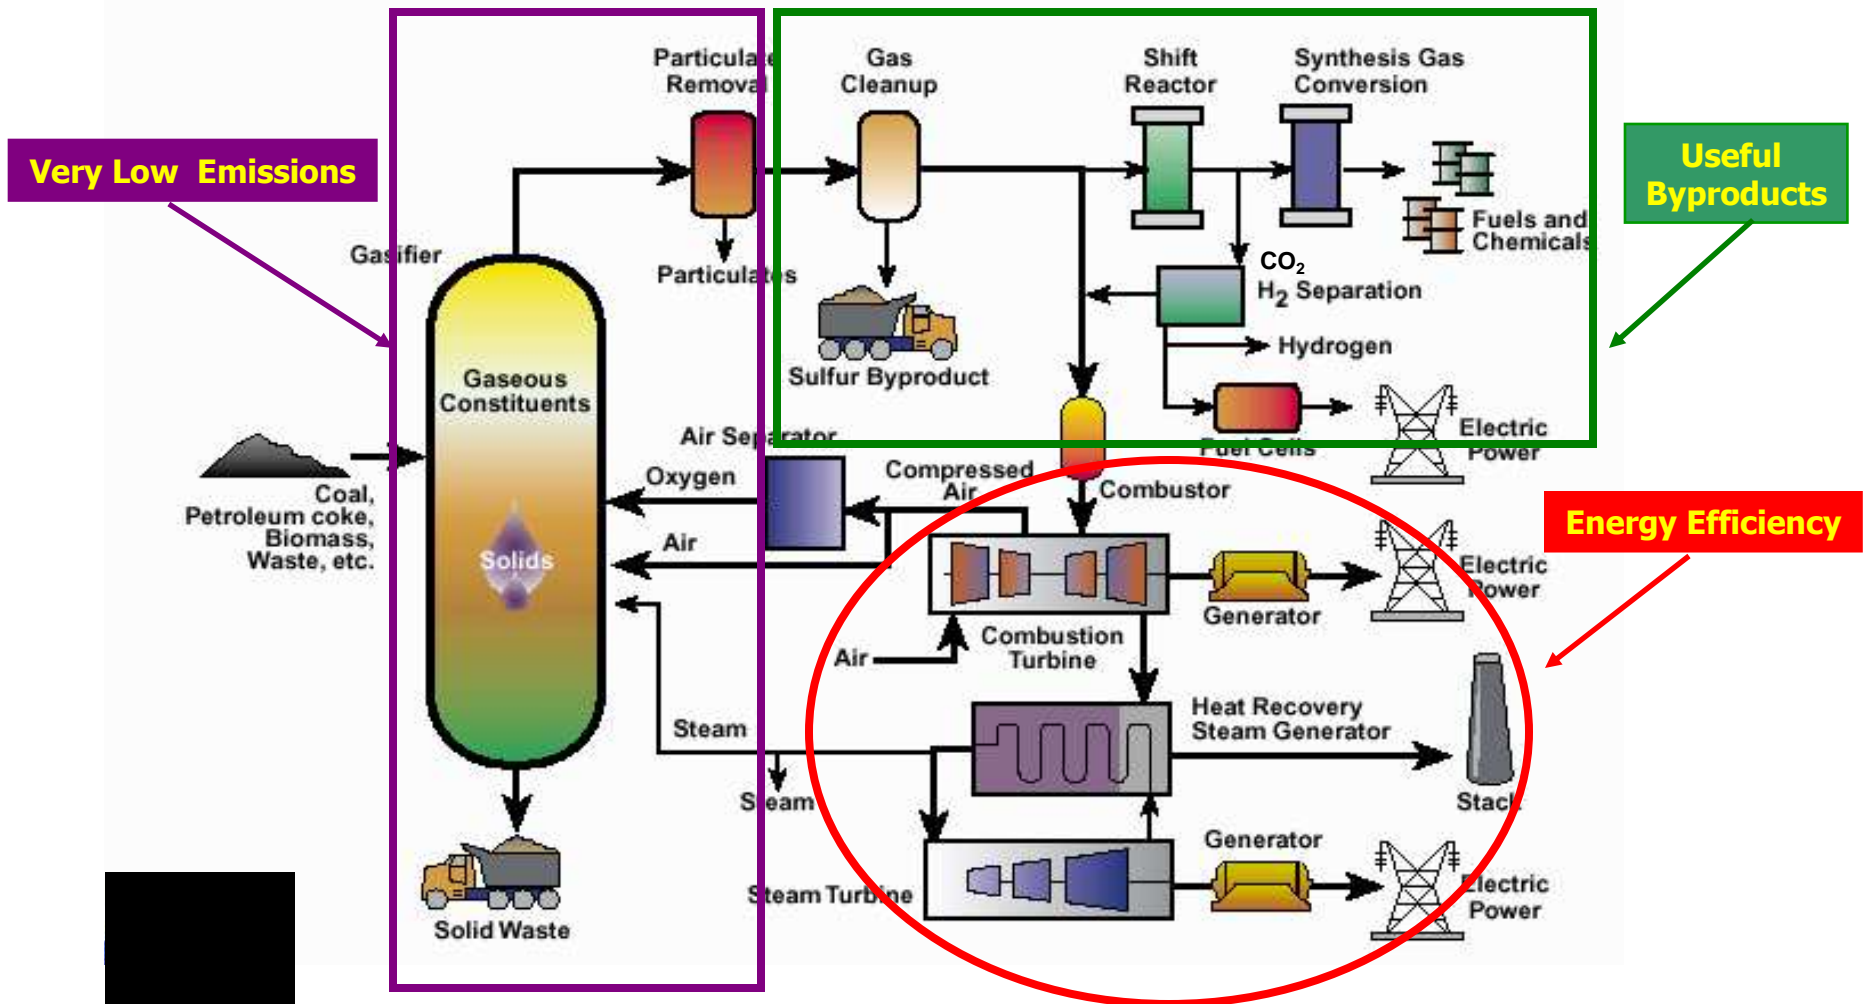 Particulate
Removal
Gas
Cleanup
Shift
Reactor
Synthesis Gas
Conversion
Very Low  Emissions
Useful
Byproducts
Fuels and
Chemicals
Gasifier
Particulates
CO2
H2 Separation
Hydrogen
Sulfur Byproduct
Gaseous
Constituents
Air Separator
Electric
Power
Fuel Cells
Oxygen
Compressed
Air
Combustor
Coal,
Petroleum coke,
Biomass,
Waste, etc.
Energy Efficiency
Air
Solids
Electric
Power
Generator
Combustion
Turbine
Air
Heat Recovery
Steam Generator
Steam
Steam
Stack
Generator
Steam Turbine
Electric
Power
Solid Waste